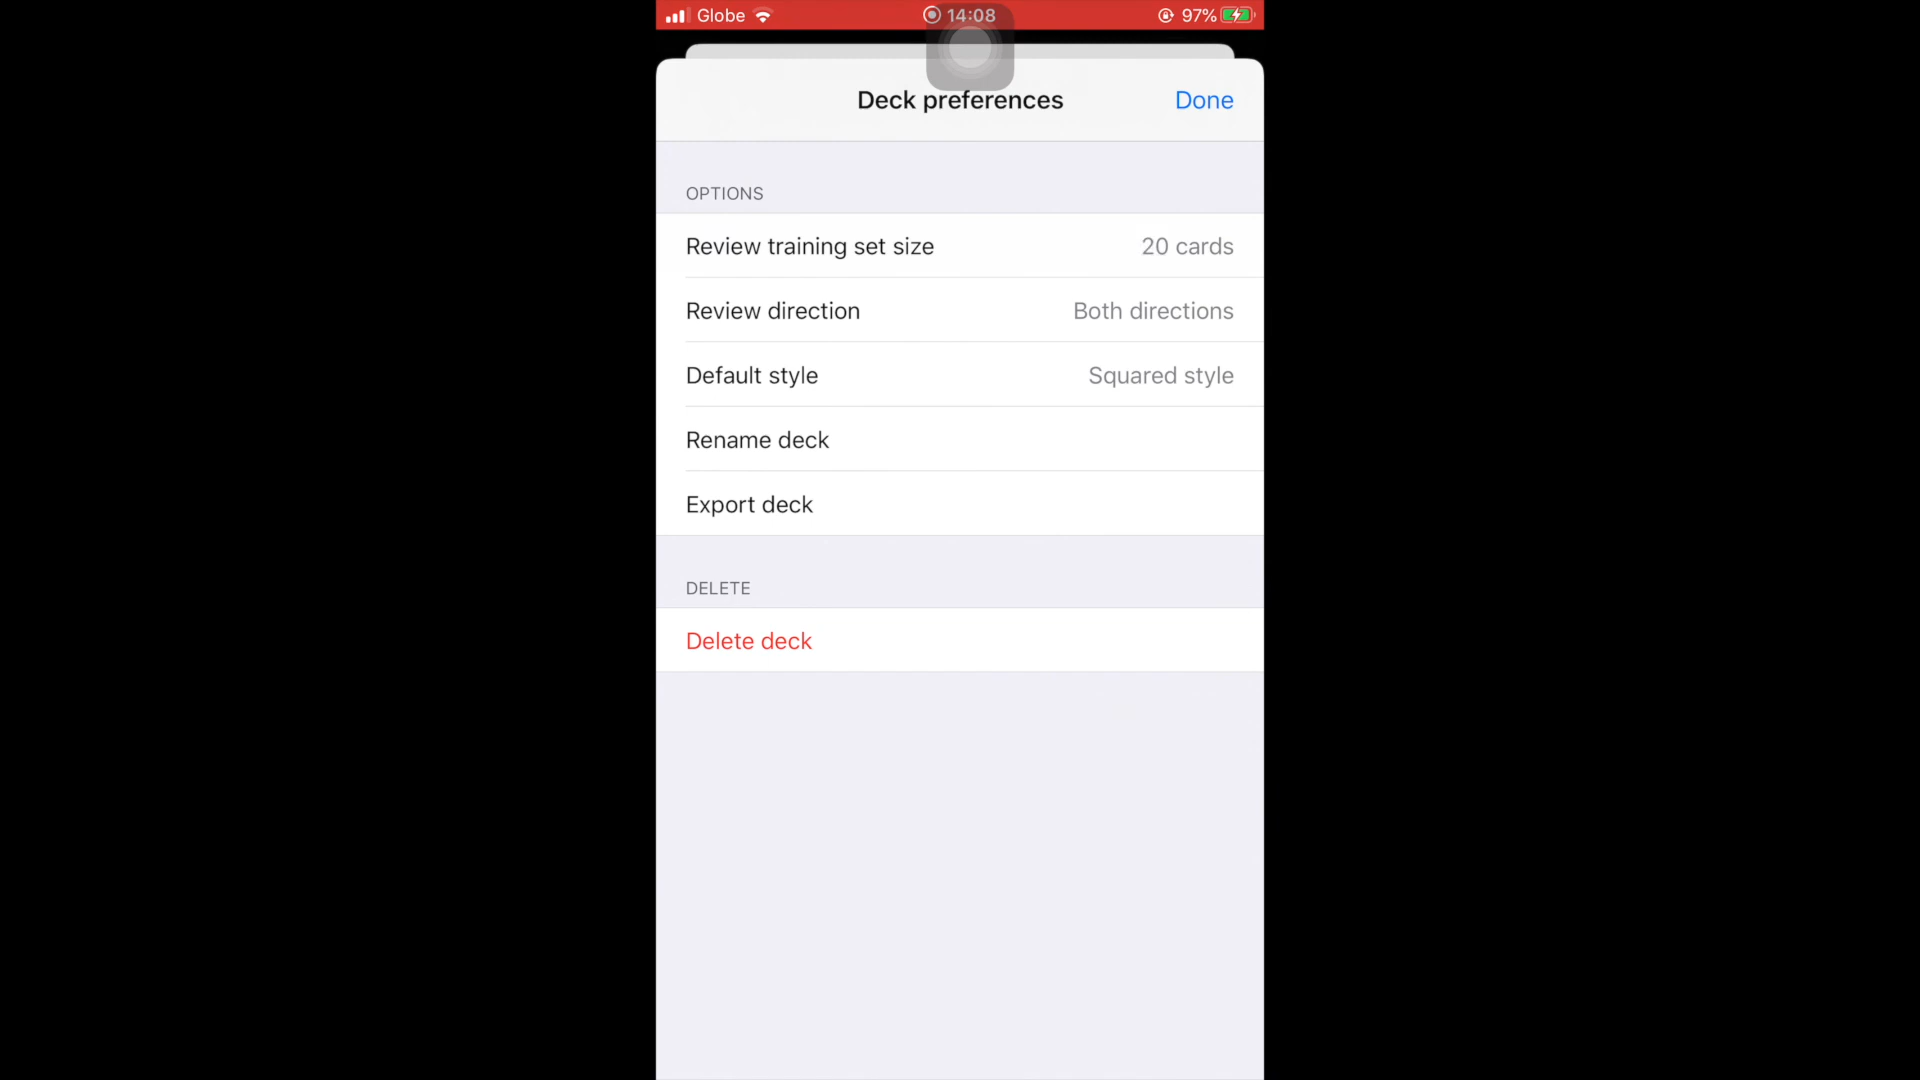 Globe 14:08 97%
Deck preferences Done
OPTIONS
Review training set size 20 cards
Review direction Both directions
Default style Squared style
Rename deck
Export deck
DELETE
Delete deck